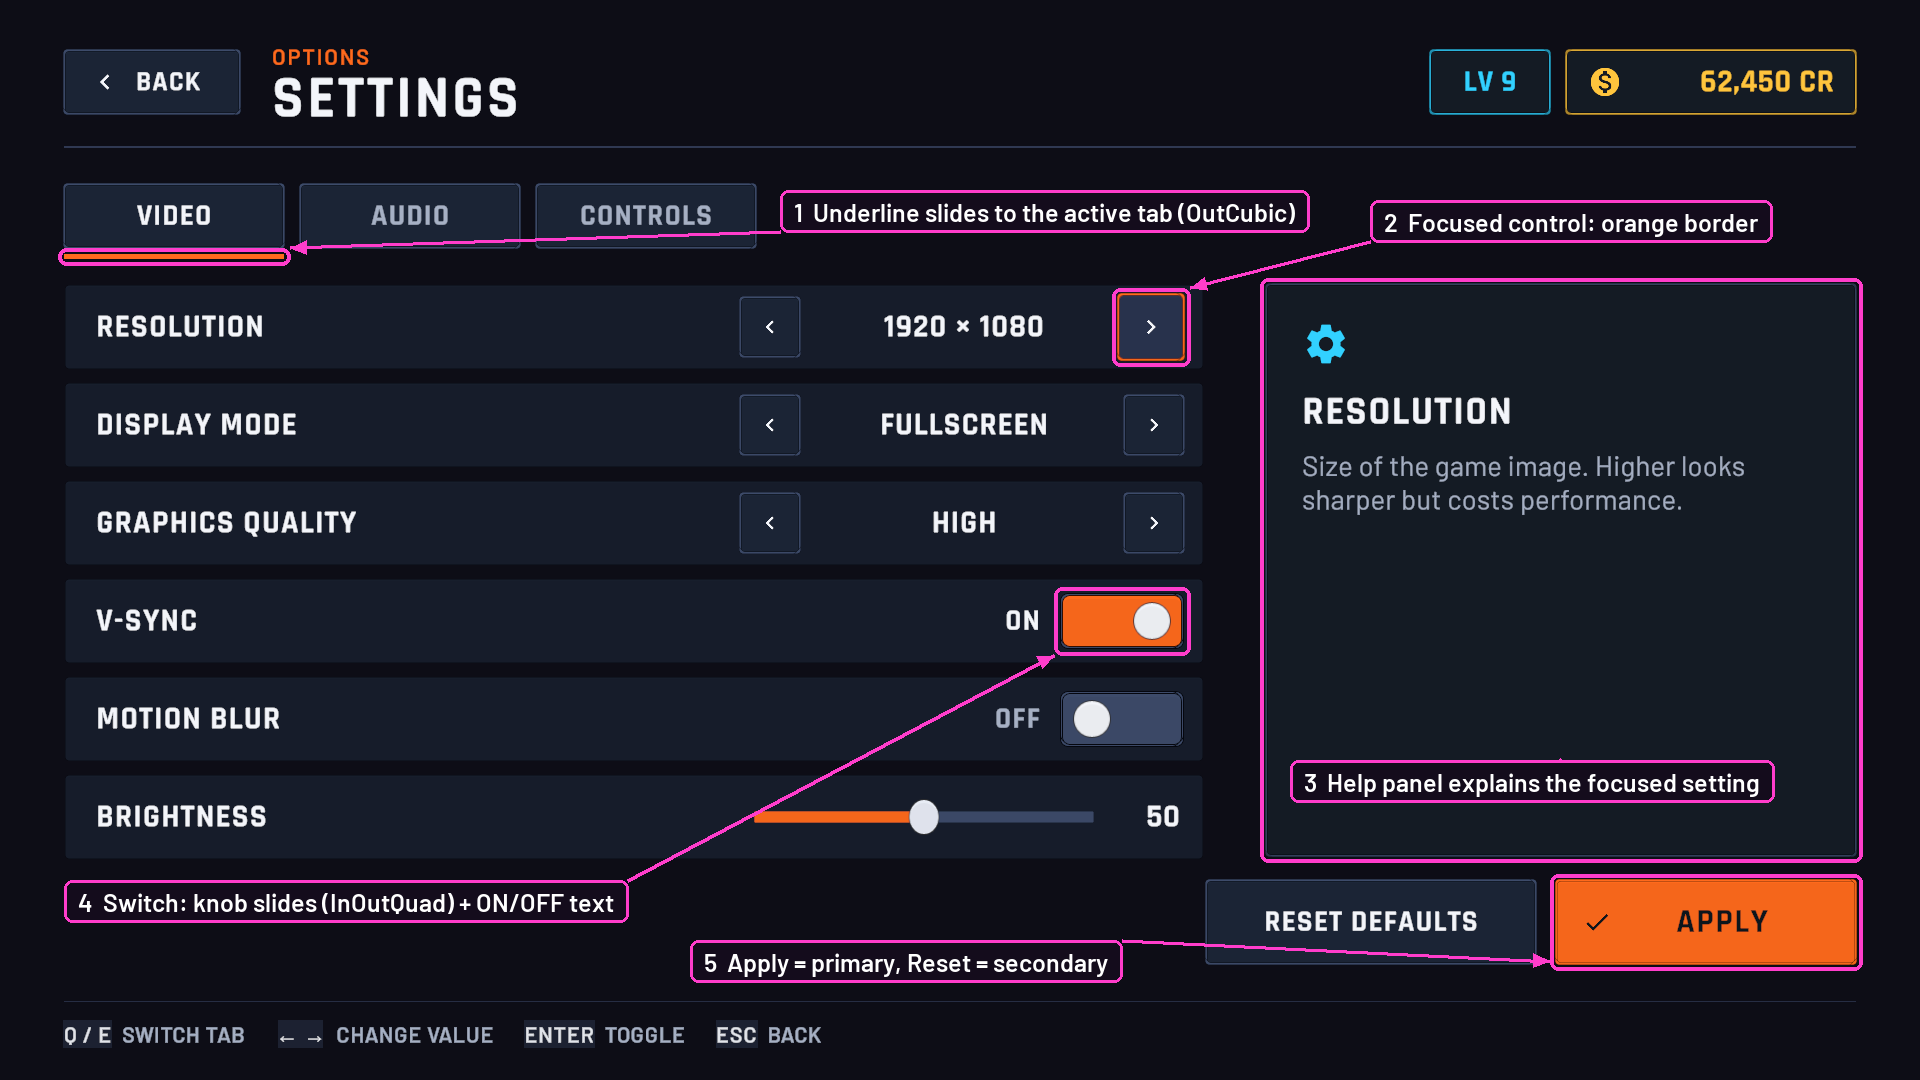 BACK
OPTIONS
SETTINGS
LV 9
62,450 CR
VIDEO
AUDIO
CONTROLS
1 Underline slides to the active tab (OutCubic)
2 Focused control: orange border
RESOLUTION
1920 × 1080
DISPLAY MODE
FULLSCREEN
GRAPHICS QUALITY
HIGH
V-SYNC
ON
MOTION BLUR
OFF
BRIGHTNESS
50
RESOLUTION
Size of the game image. Higher looks
sharper but costs performance.
3 Help panel explains the focused setting
4 Switch: knob slides (InOutQuad) + ON/OFF text
RESET DEFAULTS
APPLY
5 Apply = primary, Reset = secondary
Q / E SWITCH TAB
← → CHANGE VALUE
ENTER TOGGLE
ESC BACK